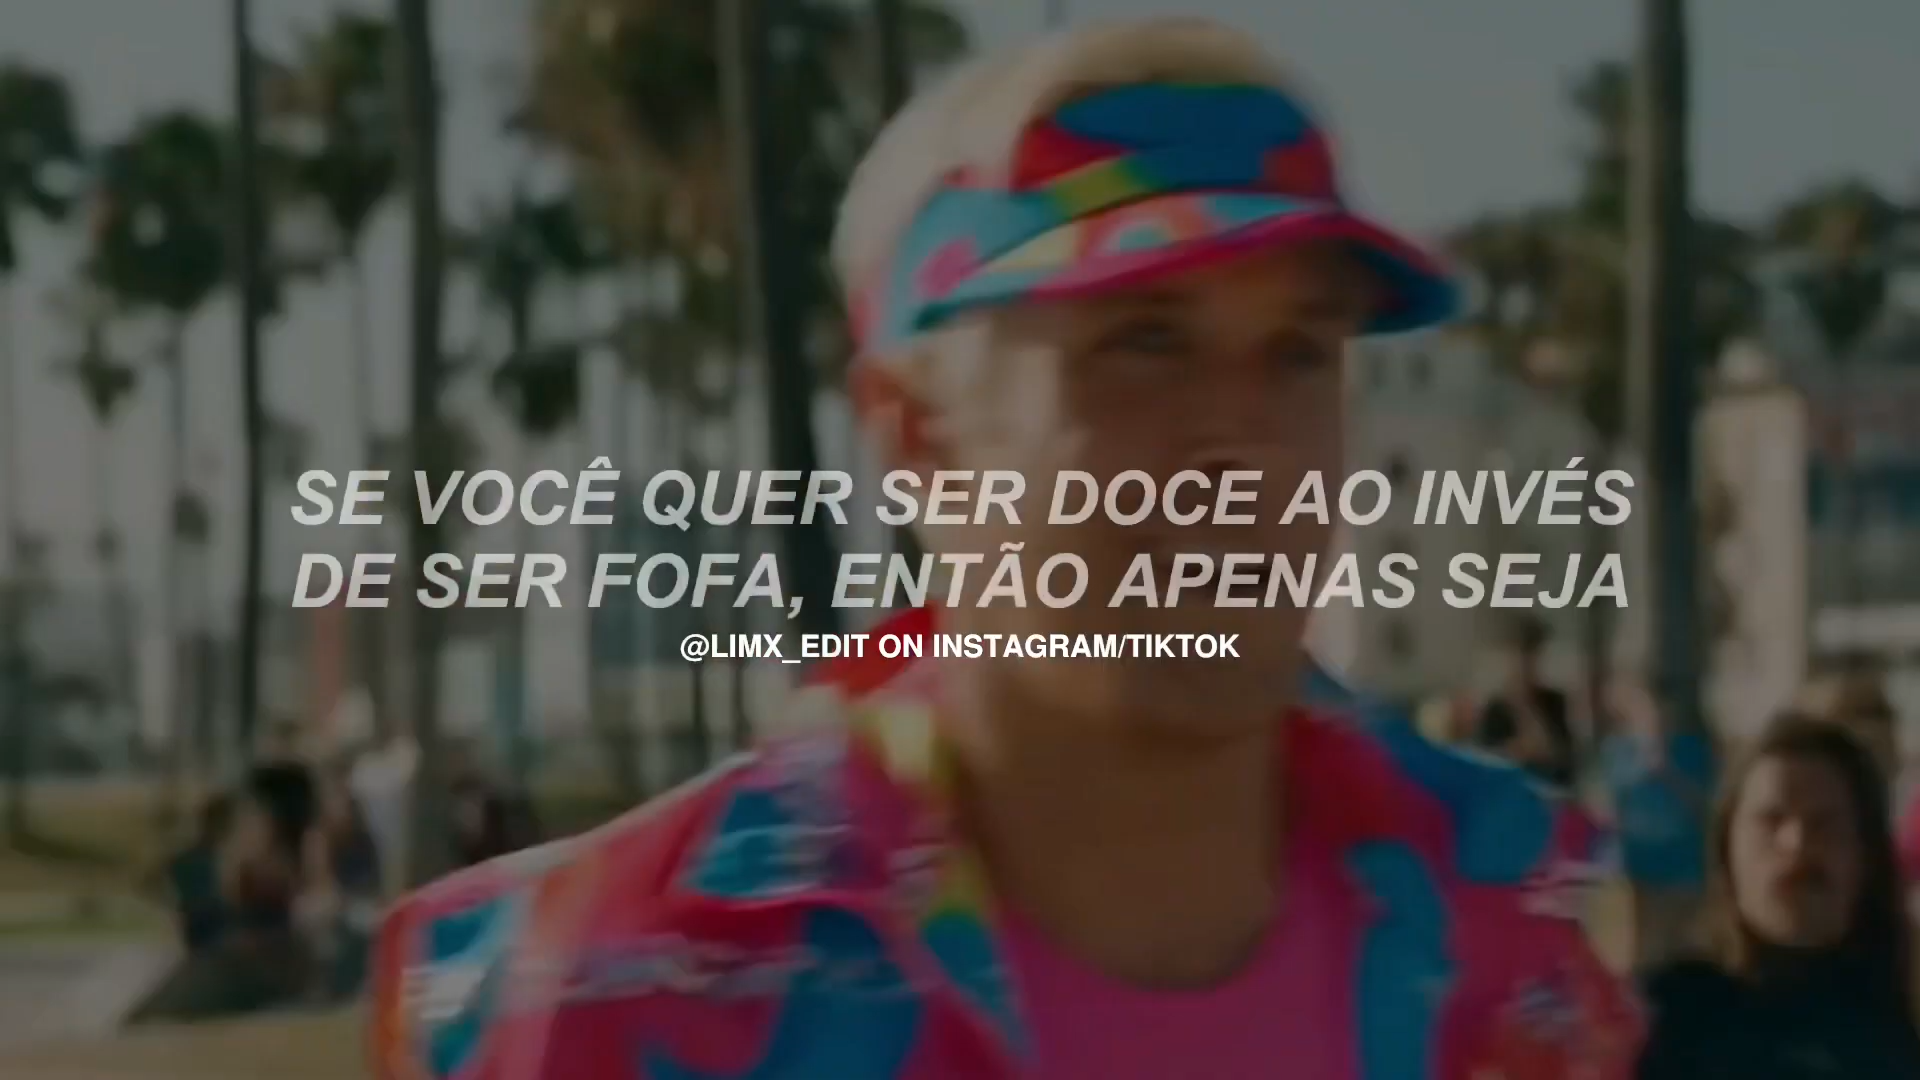 SE VOCÊ QUER SER DOCE AO INVÉS
DE SER FOFA, ENTÃO APENAS SEJA
@LIMX_EDIT ON INSTAGRAM/TIKTOK